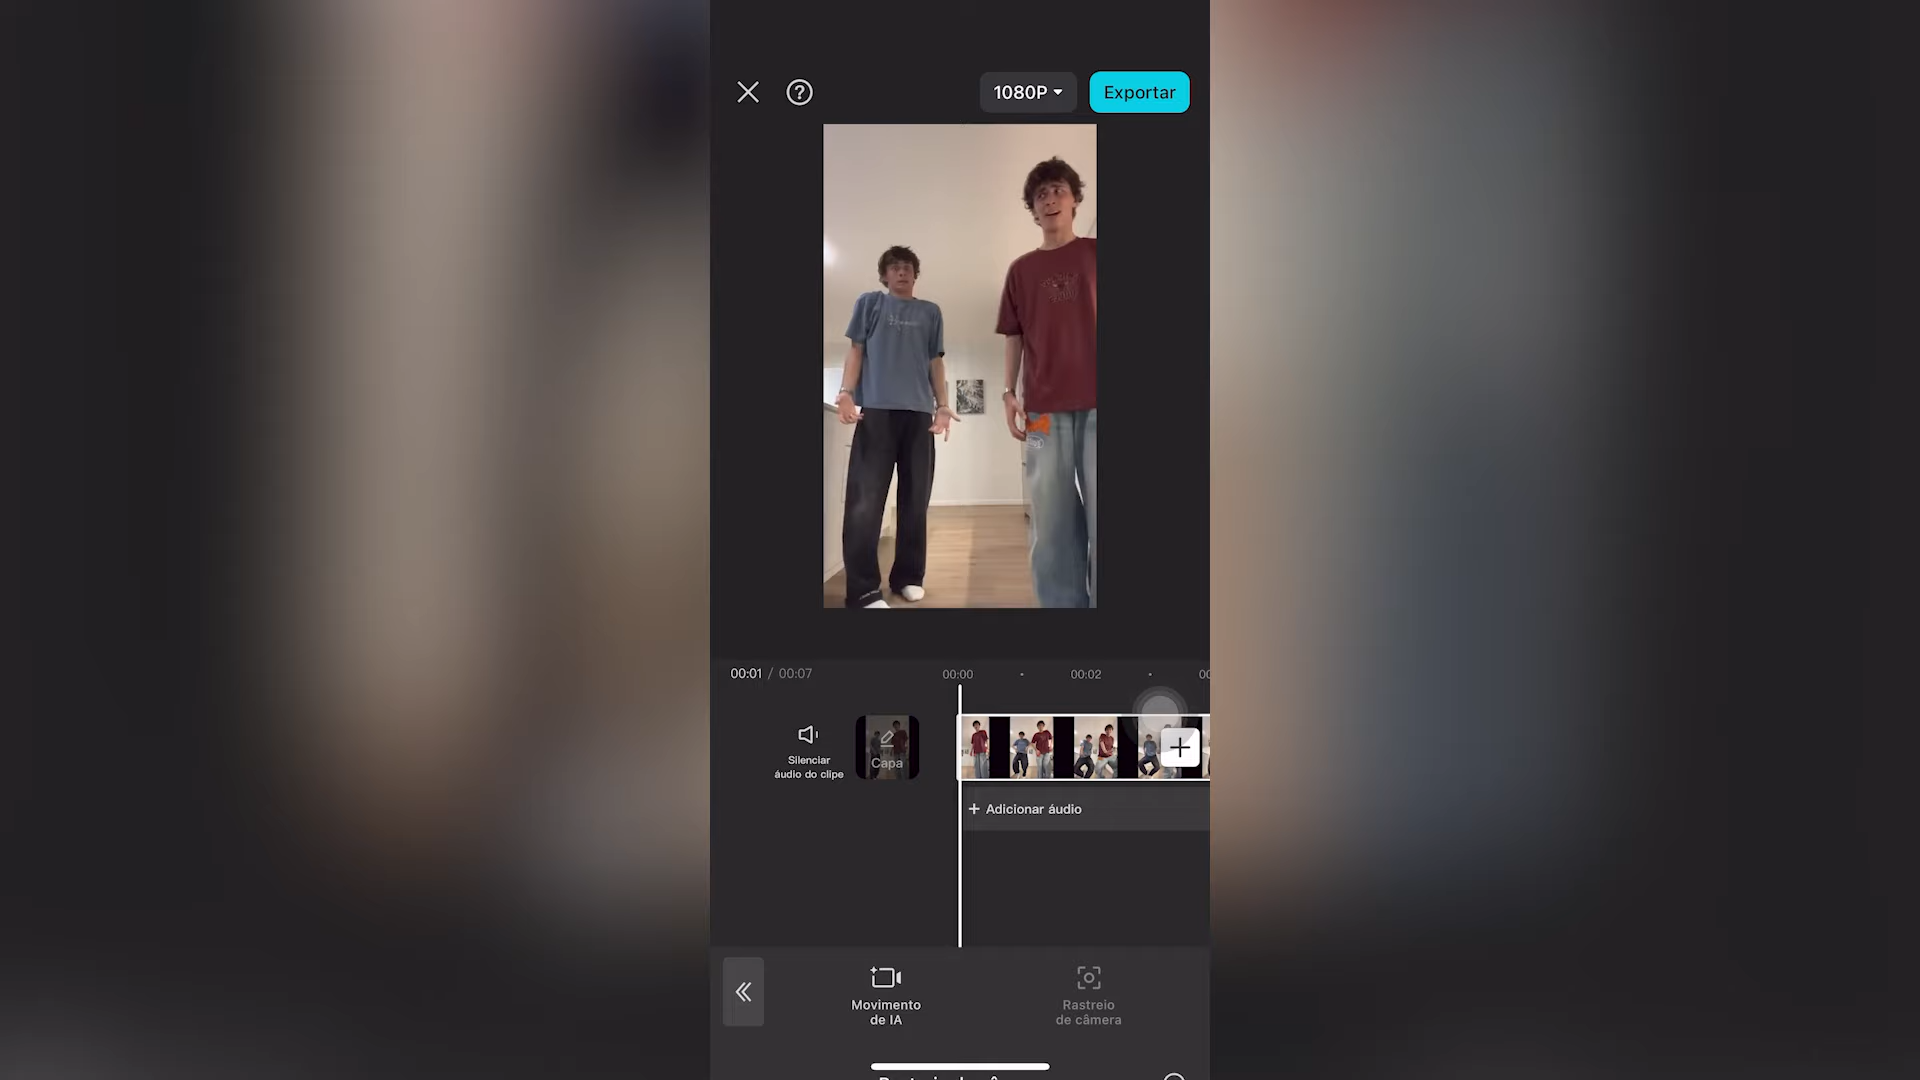 1080P
Exportar
00:01 / 00:07
00:00
00:02
Silenciar
áudio do clipe
Capa
+ Adicionar áudio
Movimento
de IA
Rastreio
de câmera